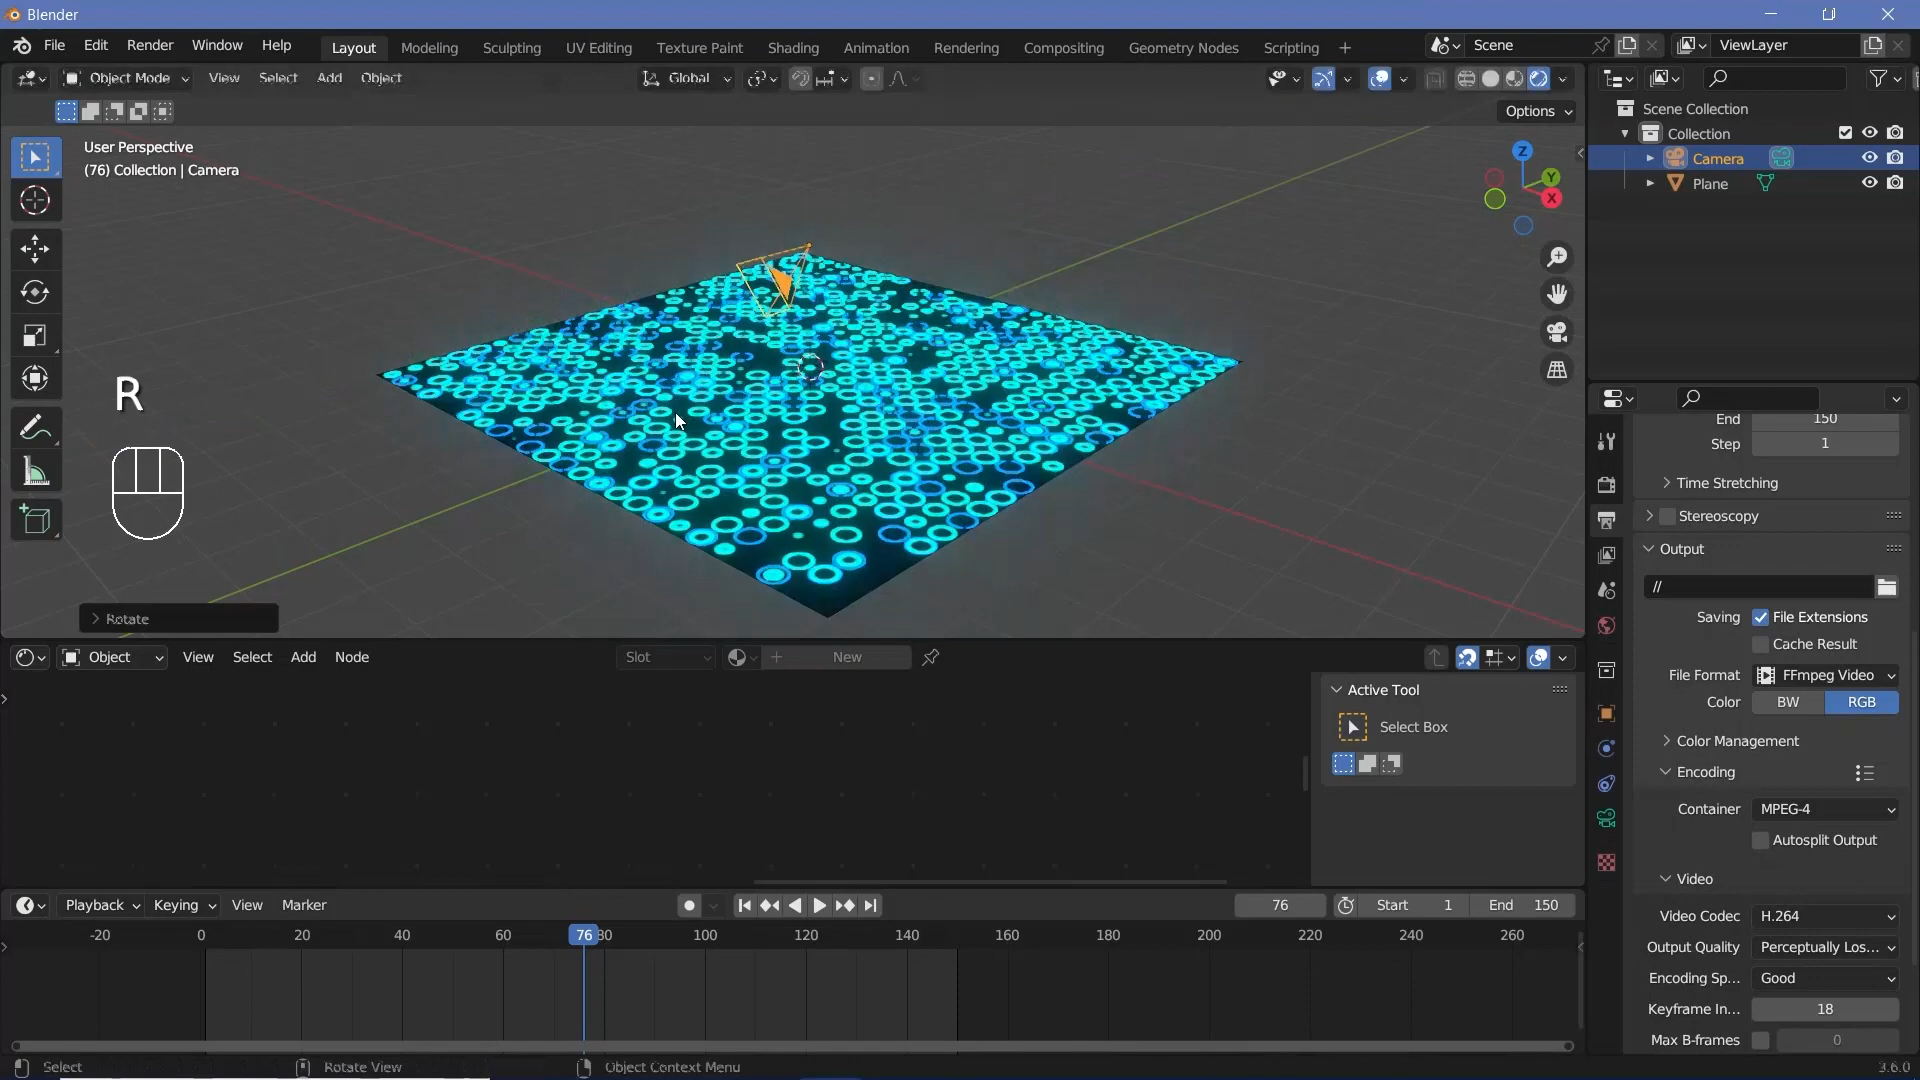 Blender
File Edit Render Window Help Layout Modeling Sculpting UV Editing Texture Paint Shading Animation Rendering Compositing Geometry Nodes Scripting + Scene ViewLayer
Object Mode View Select Add Object Global
Options
User Perspective
(76) Collection | Camera
Z
Y
X
R
Rotate
Scene Collection
Collection
Camera
Plane
End 150
Step 1
Time Stretching
Stereoscopy
Output
//
Saving File Extensions
Cache Result
File Format FFmpeg Video
Color BW RGB
Color Management
Encoding
Container MPEG-4
Autosplit Output
Video
Video Codec H.264
Output Quality Perceptually Los...
Encoding Sp... Good
Keyframe In... 18
Max B-frames 0
Object View Select Add Node Slot New
Active Tool
Select Box
Playback Keying View Marker 76 Start 1 End 150
-20 0 20 40 60 76 80 100 120 140 160 180 200 220 240 260
Select Rotate View Object Context Menu 3.6.0